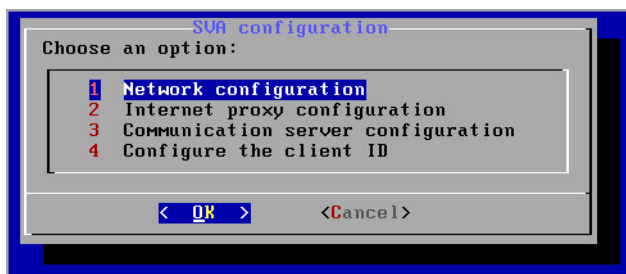 SVA configuration
Choose an option:
1 Network configuration
2 Internet proxy configuration
3 Communication server configuration
4 Configure the client ID
< OK > <Cancel>